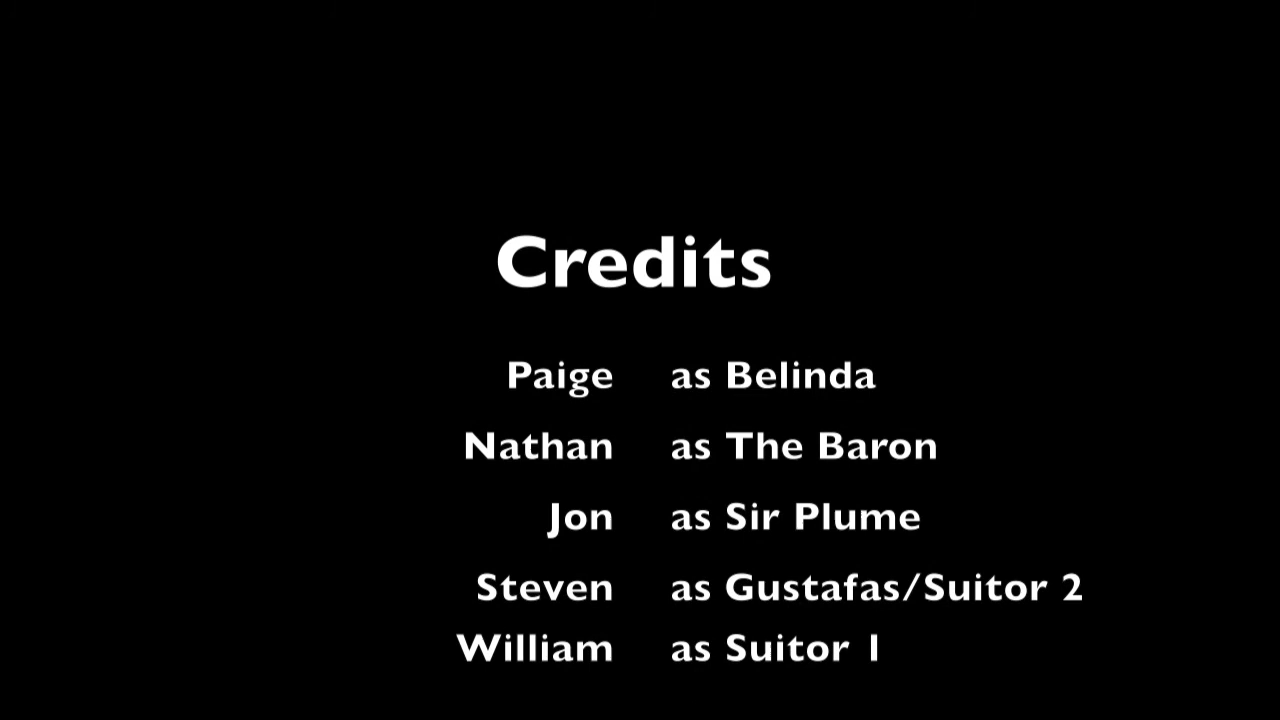 Credits
Paige as Belinda
Nathan as The Baron
Jon as Sir Plume
Steven as Gustafas/Suitor 2
William as Suitor 1